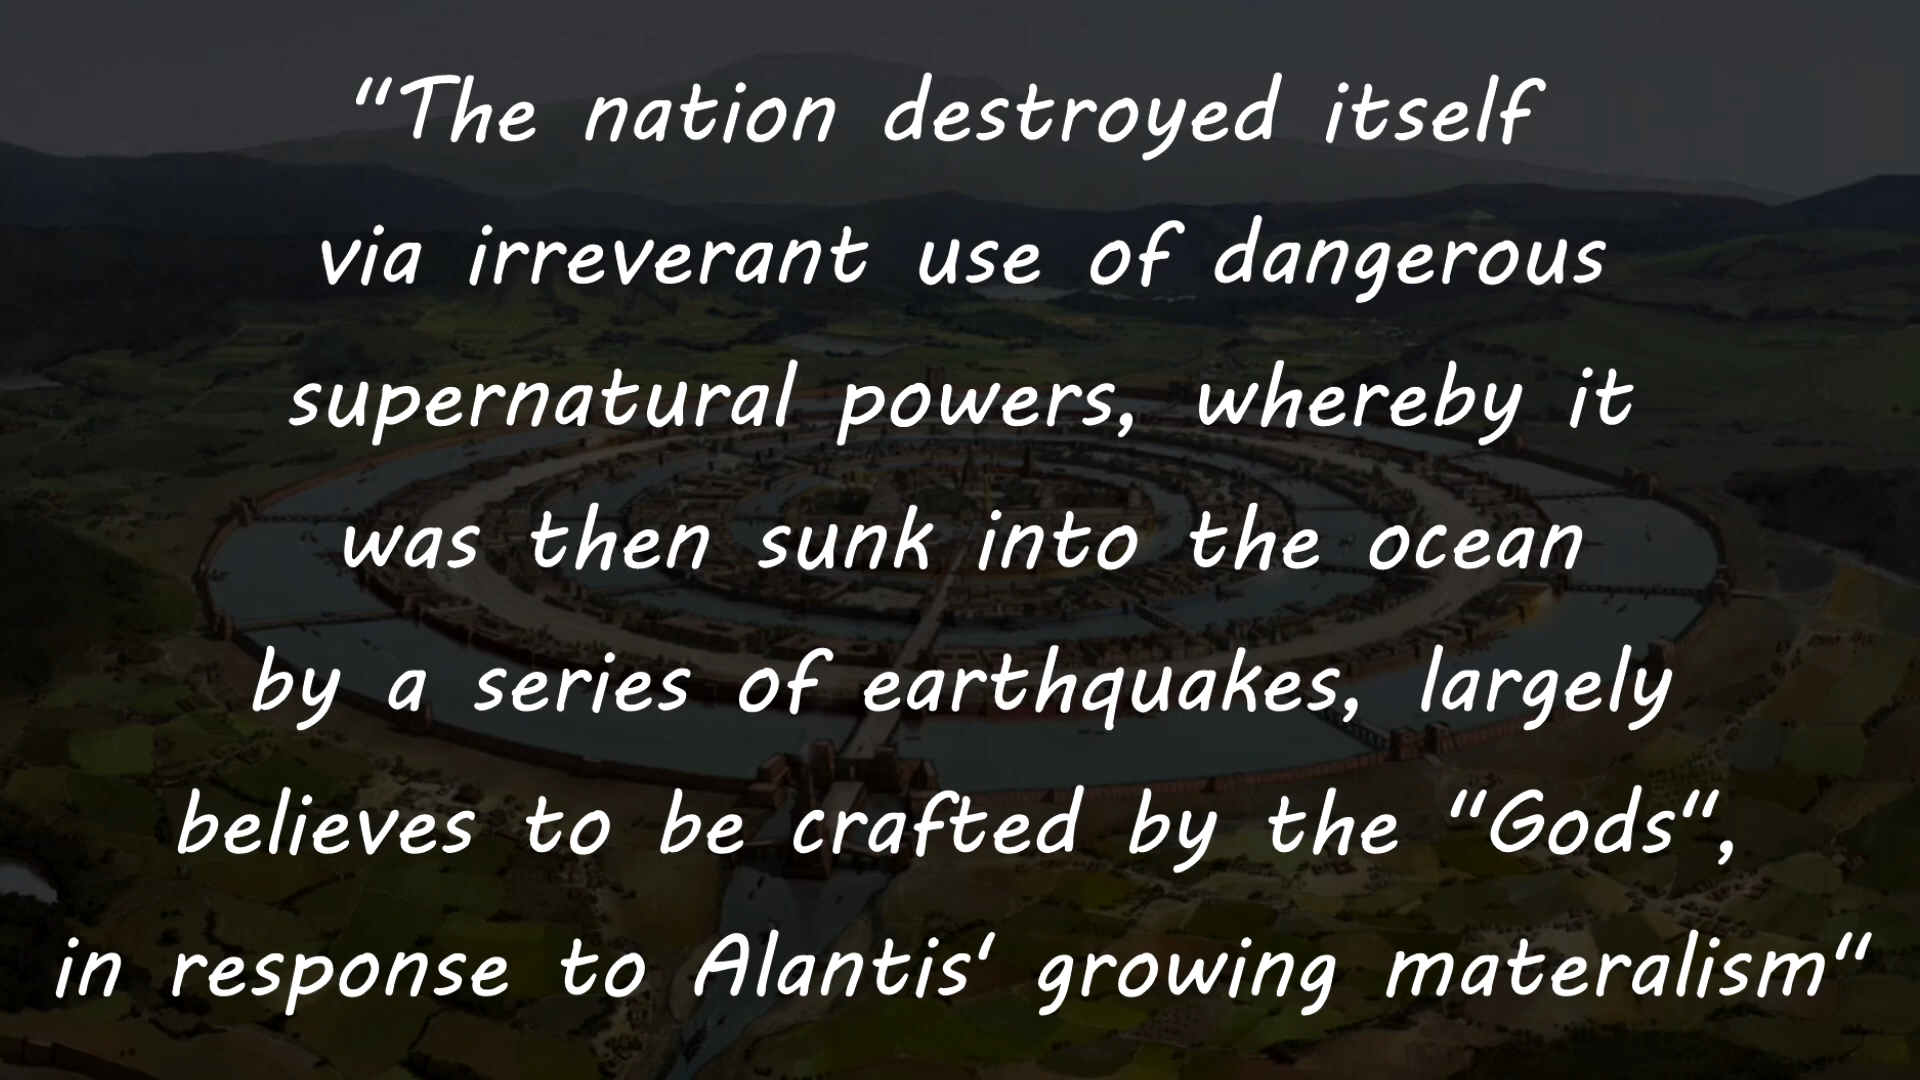 “The nation destroyed itself
via irreverant use of dangerous
supernatural powers, whereby it
was then sunk into the ocean
by a series of earthquakes, largely
believes to be crafted by the “Gods“,
in response to Alantis‘ growing materalism“